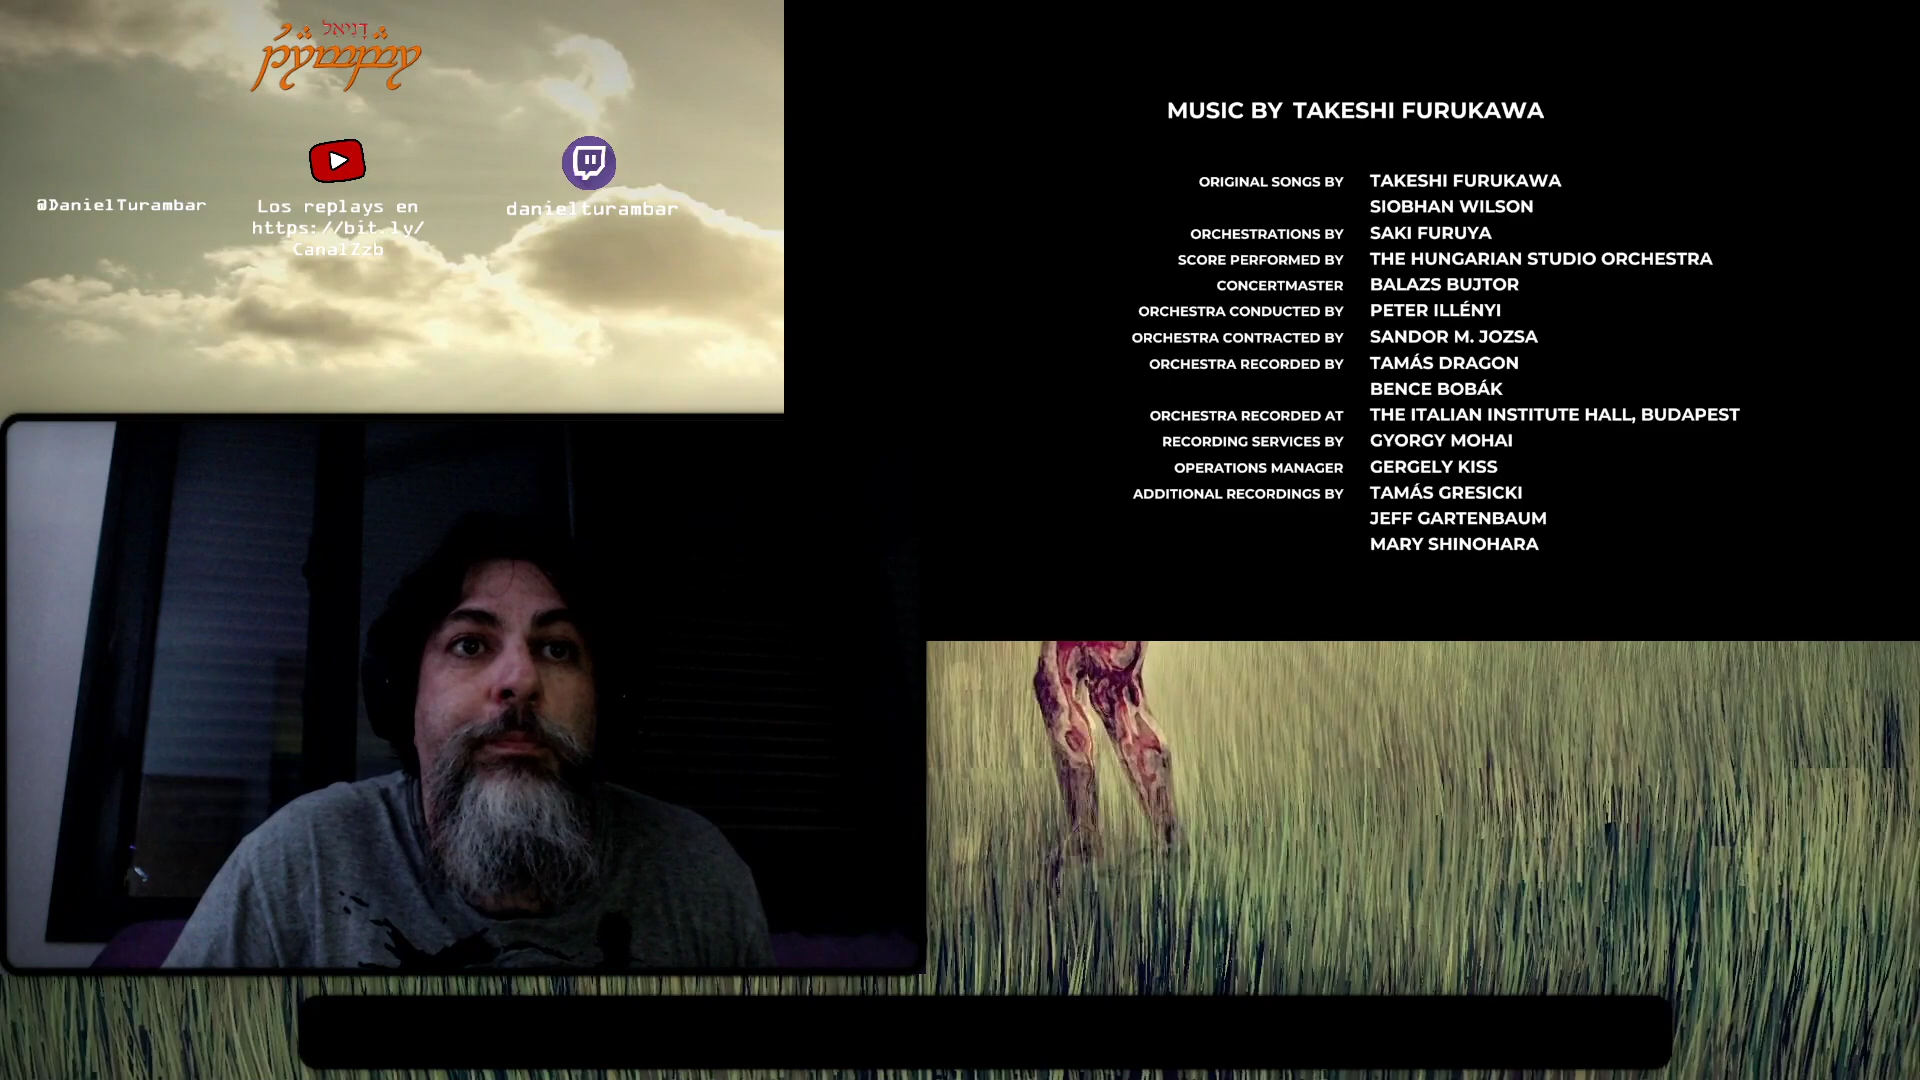 דָּנִיֵּאל
@DanielTurambar
Los replays en
https://bit.ly/
CanalZzb
danielturambar
MUSIC BY TAKESHI FURUKAWA
ORIGINAL SONGS BY TAKESHI FURUKAWA
SIOBHAN WILSON
ORCHESTRATIONS BY SAKI FURUYA
SCORE PERFORMED BY THE HUNGARIAN STUDIO ORCHESTRA
CONCERTMASTER BALAZS BUJTOR
ORCHESTRA CONDUCTED BY PETER ILLÉNYI
ORCHESTRA CONTRACTED BY SANDOR M. JOZSA
ORCHESTRA RECORDED BY TAMÁS DRAGON
BENCE BOBÁK
ORCHESTRA RECORDED AT THE ITALIAN INSTITUTE HALL, BUDAPEST
RECORDING SERVICES BY GYORGY MOHAI
OPERATIONS MANAGER GERGELY KISS
ADDITIONAL RECORDINGS BY TAMÁS GRESICKI
JEFF GARTENBAUM
MARY SHINOHARA